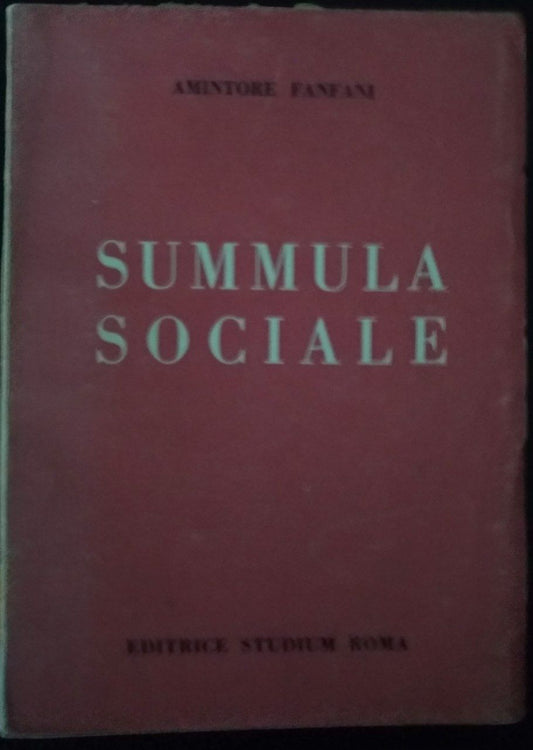 AMINTORE FANFANI
SUMMULA
SOCIALE
EDITRICE STUDIUM ROMA